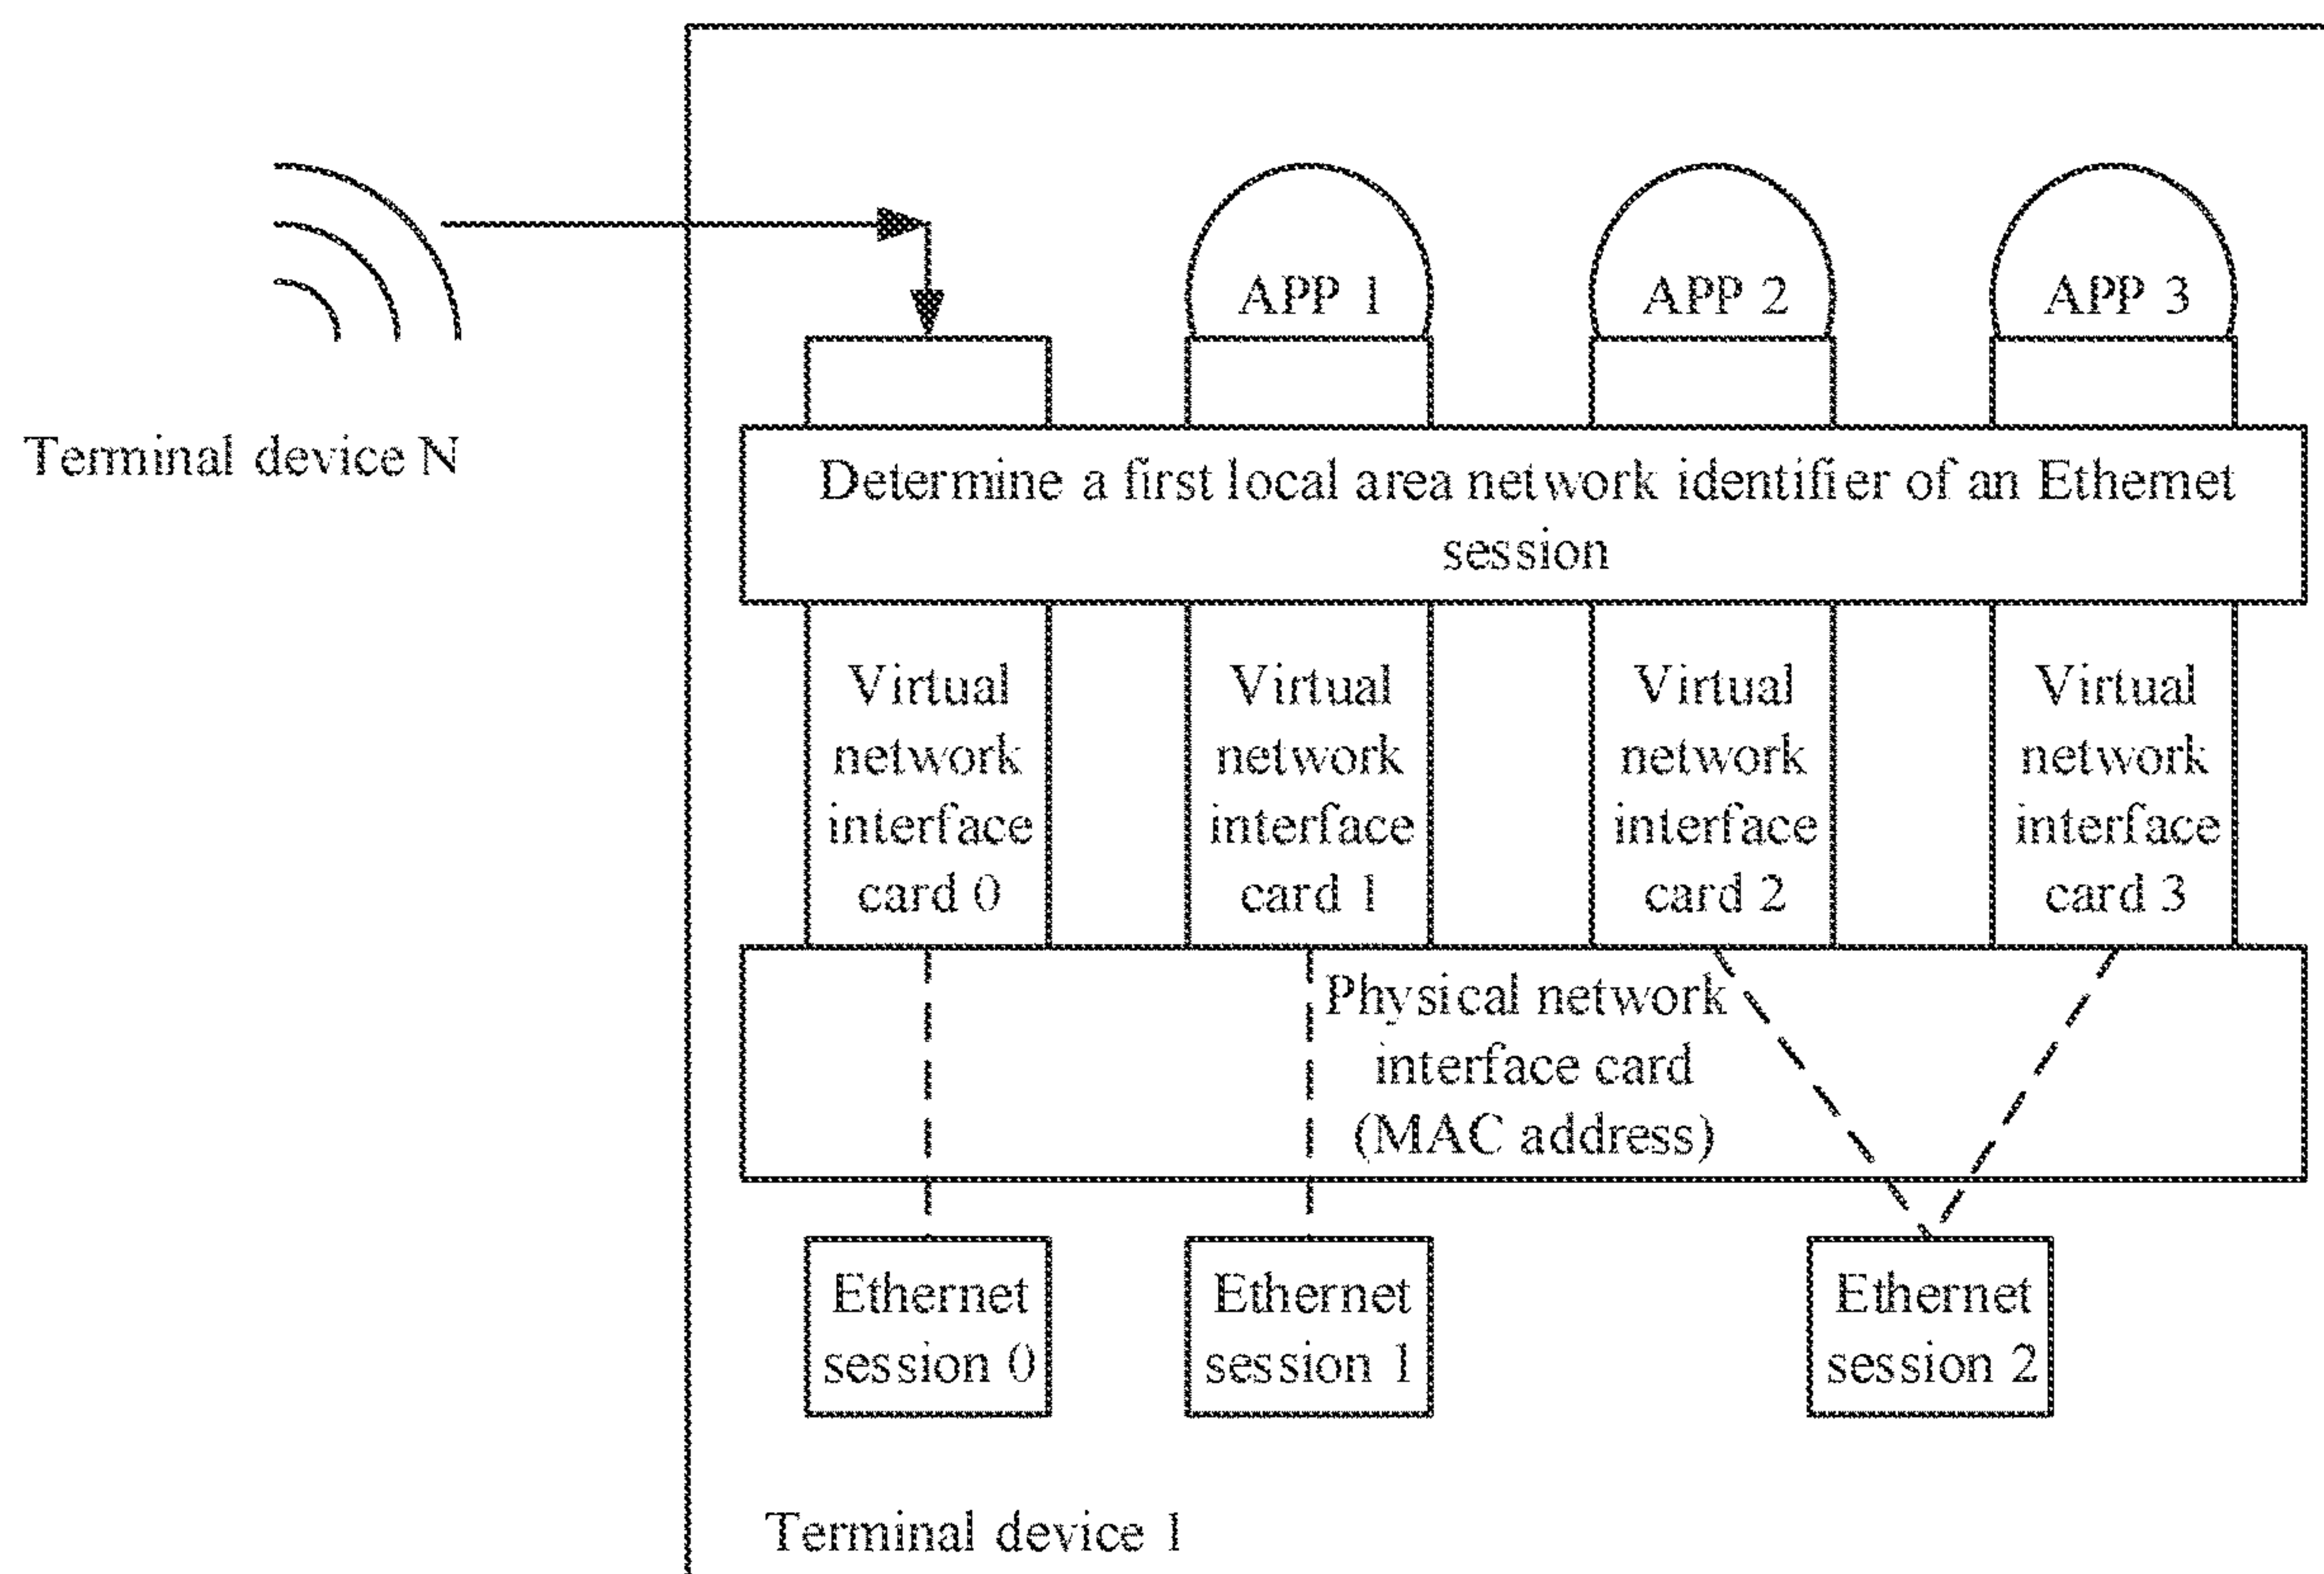 APP 1
APP 2
APP 3
Terminal device N
Determine a first local area network identifier of an Ethernet
session
Virtual
network
interface
card 0
Virtual
network
interface
card 1
Virtual
network
interface
card 2
Virtual
network
interface
card 3
Physical network
interface card
(MAC address)
Ethernet
session 0
Ethernet
session 1
Ethernet
session 2
Terminal device 1